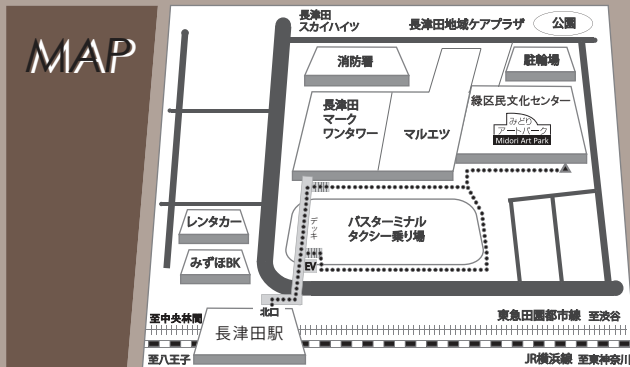 MAP
長津田
スカイハイツ
長津田地域ケアプラザ
公園
消防署
駐輪場
長津田
マーク
ワンタワー
マルエツ
緑区民文化センター
みどり
アートパーク
Midori Art Park
レンタカー
みずほBK
デッキ
バスターミナル
タクシー乗り場
EV
北口
長津田駅
至中央林間
東急田園都市線 至渋谷
至八王子
JR横浜線 至東神奈川